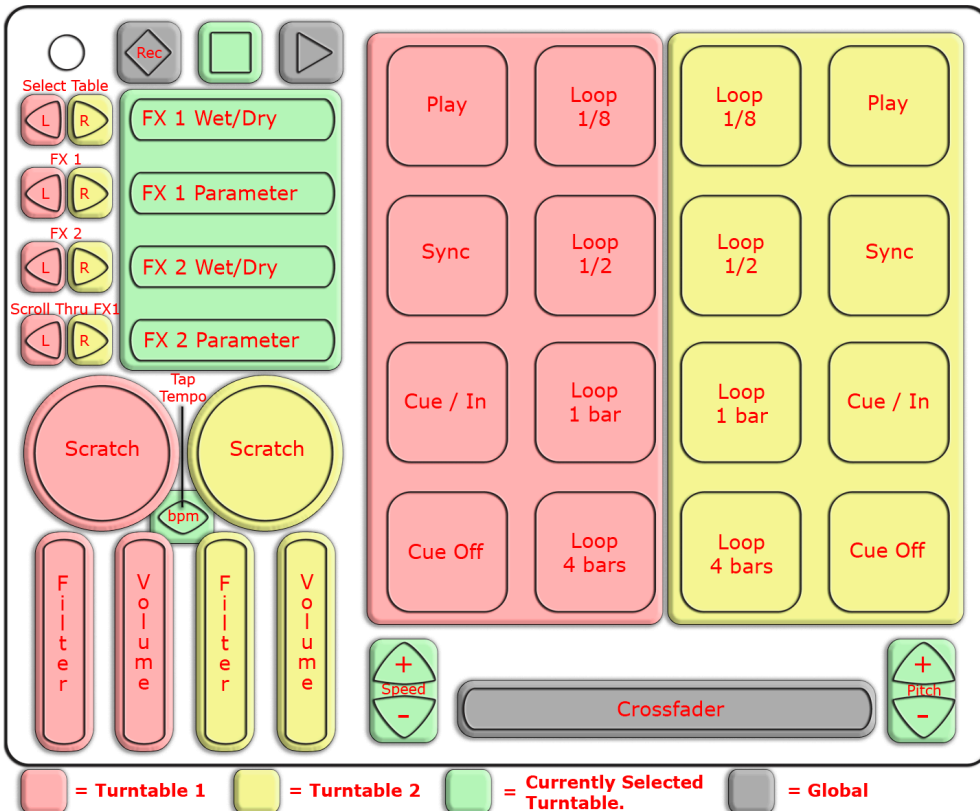 Rec
Select Table
L R
FX 1
L R
FX 2
L R
Scroll Thru FX1
L R
FX 1 Wet/Dry
FX 1 Parameter
FX 2 Wet/Dry
FX 2 Parameter
Tap
Tempo
Scratch
Scratch
bpm
Filter
Volume
Filter
Volume
Play
Loop
1/8
Loop
1/8
Play
Sync
Loop
1/2
Loop
1/2
Sync
Cue / In
Loop
1 bar
Loop
1 bar
Cue / In
Cue Off
Loop
4 bars
Loop
4 bars
Cue Off
+
Speed
-
Crossfader
+
Pitch
-
= Turntable 1
= Turntable 2
= Currently Selected
Turntable.
= Global